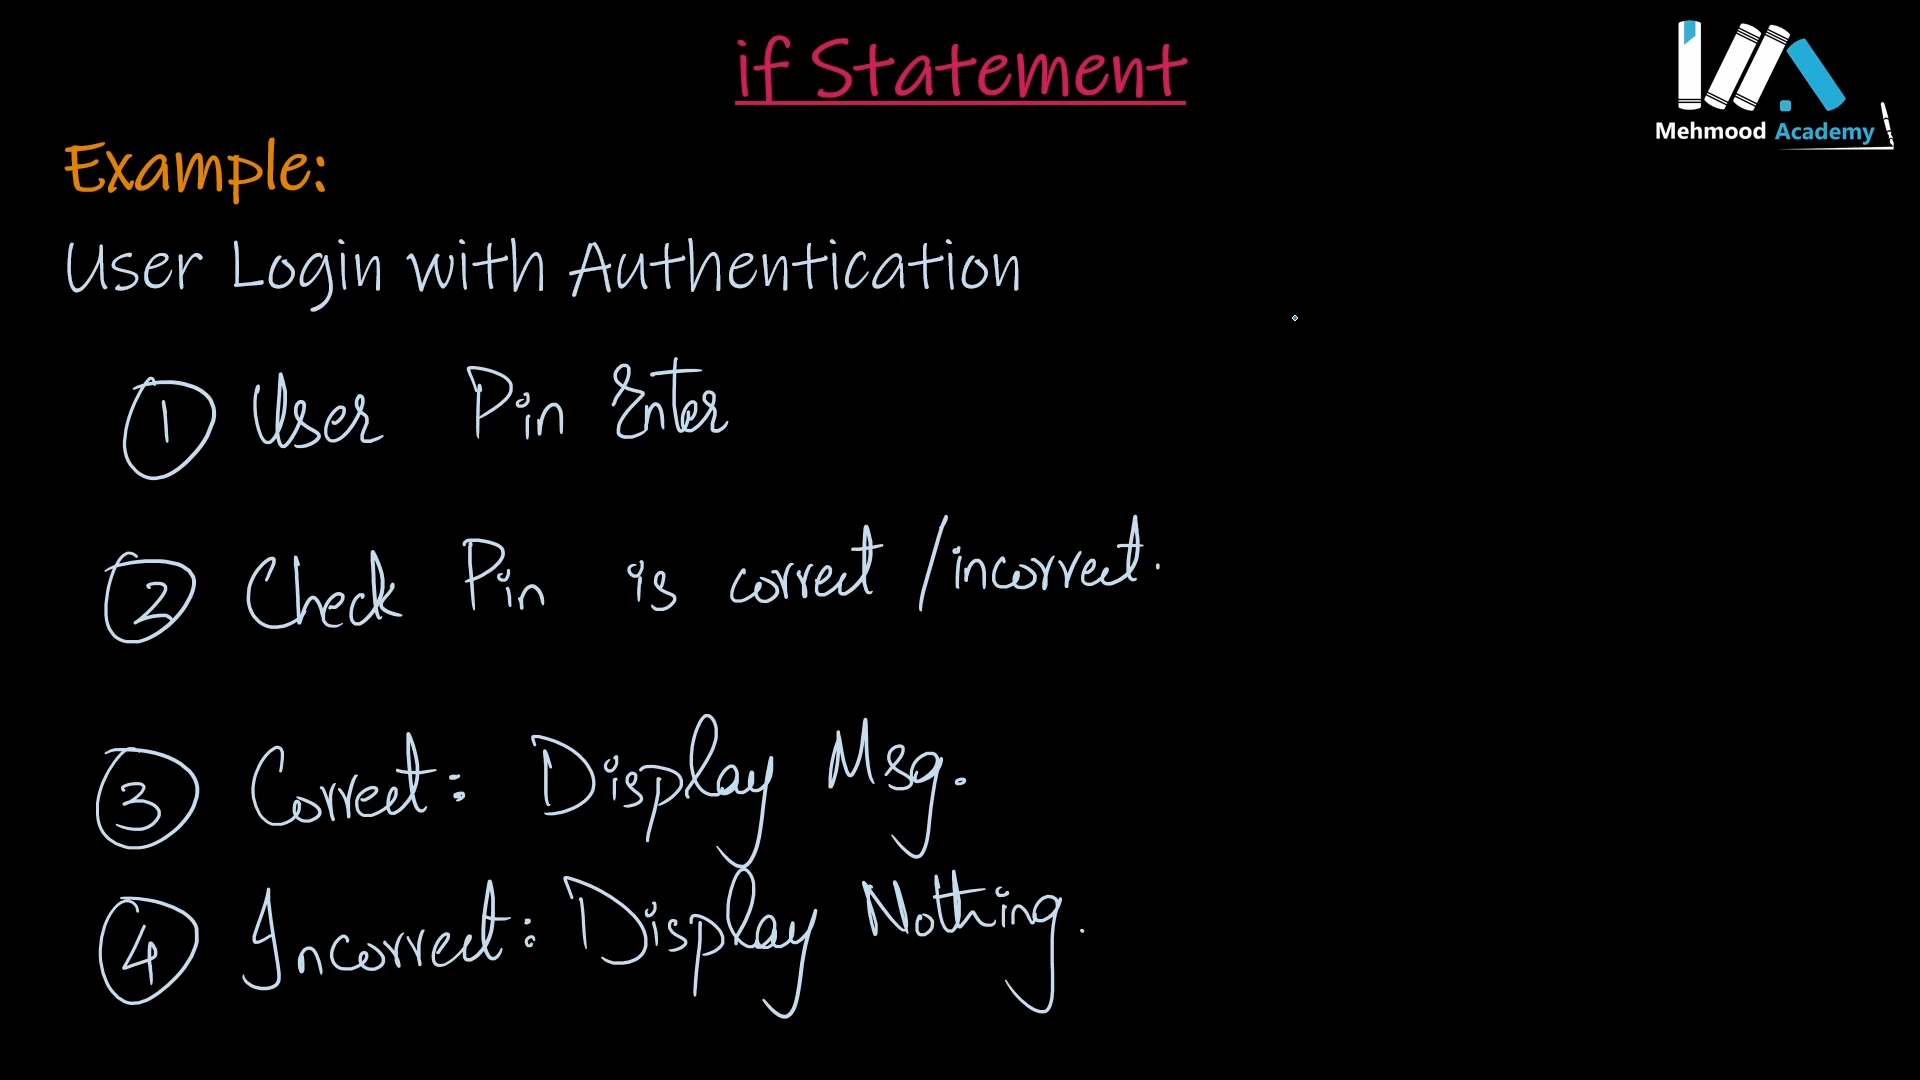 if Statement
Mehmood Academy
Example:
User Login with Authentication
1 User Pin Enter
2 Check Pin is correct / incorrect.
3 Correct: Display Msg.
4 Incorrect: Display Nothing.